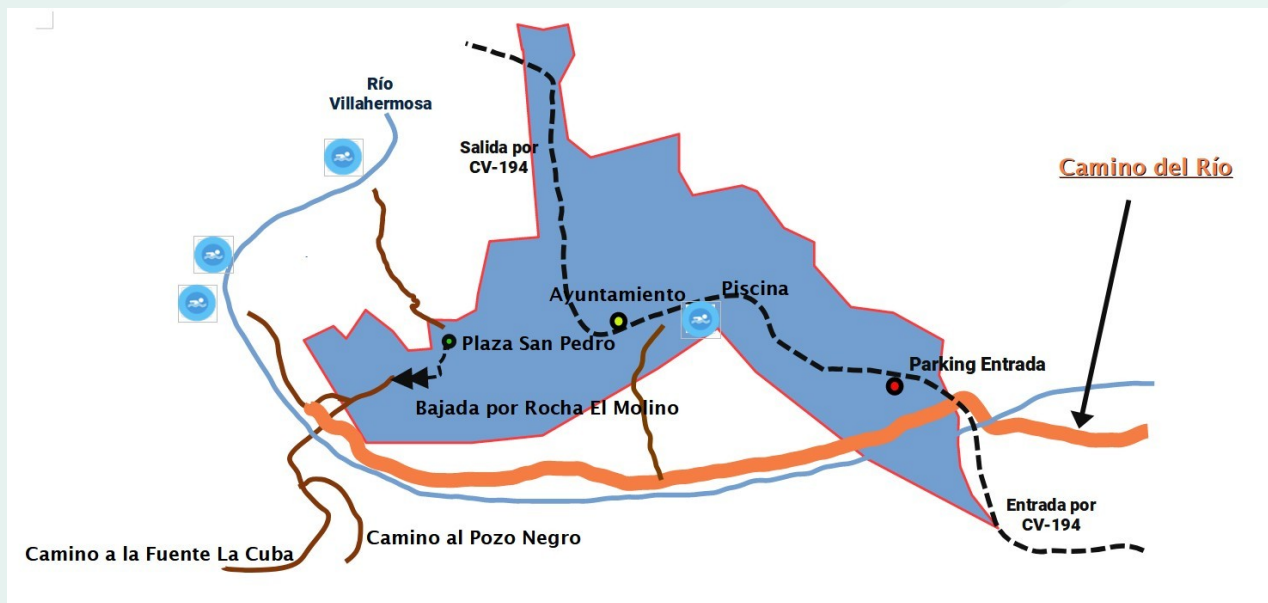 Río
Villahermosa
Salida por
CV-194
Camino del Río
Ayuntamiento
Piscina
Plaza San Pedro
Parking Entrada
Bajada por Rocha El Molino
Entrada por
CV-194
Camino al Pozo Negro
Camino a la Fuente La Cuba